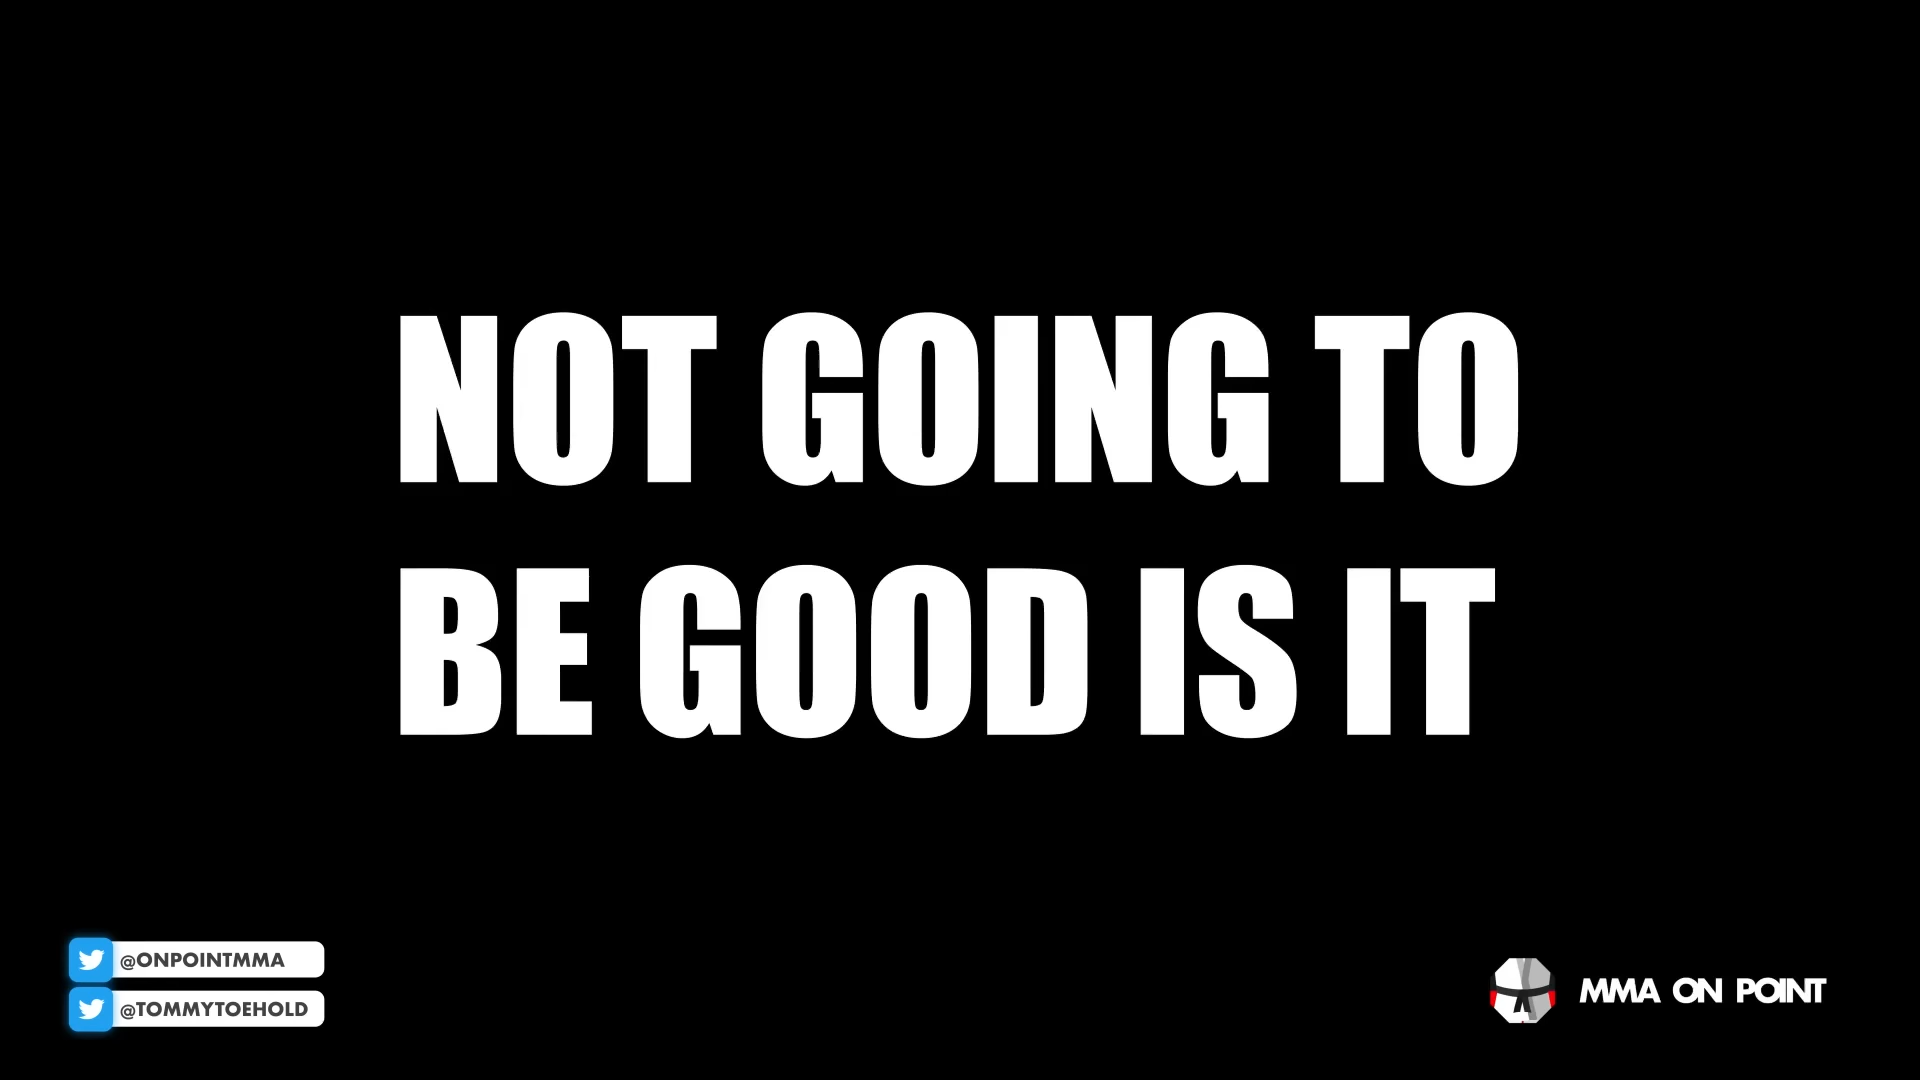 NOT GOING TO
BE GOOD IS IT
@ONPOINTMMA
@TOMMYTOEHOLD
MMA ON POINT